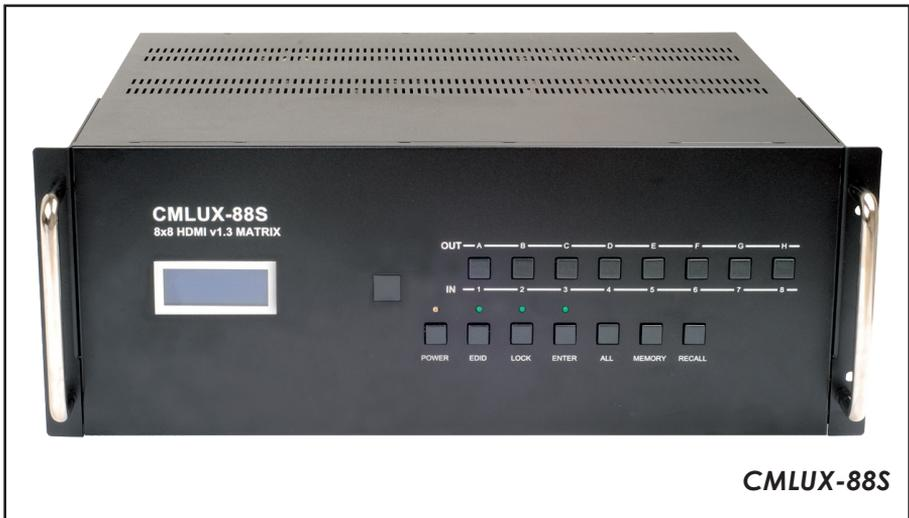 CMLUX-88S
8x8 HDMI v1.3 MATRIX
OUT A B C D E F G H
IN 1 2 3 4 5 6 7 8
POWER EDID LOCK ENTER ALL MEMORY RECALL
CMLUX-88S